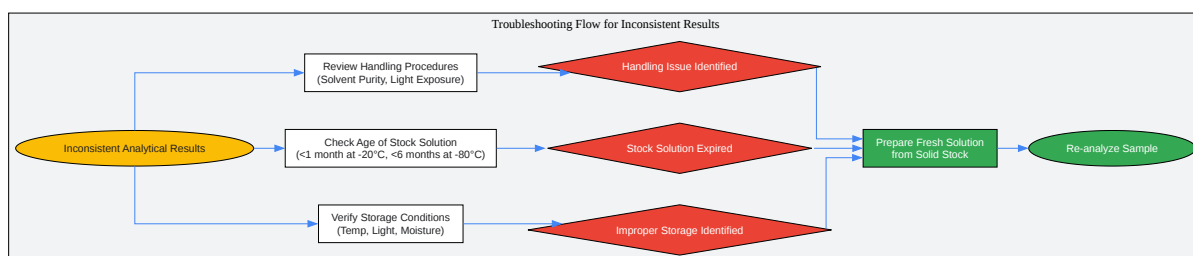 Troubleshooting Flow for Inconsistent Results
Review Handling Procedures
(Solvent Purity, Light Exposure)
Handling Issue Identified
Inconsistent Analytical Results
Check Age of Stock Solution
(<1 month at -20°C, <6 months at -80°C)
Stock Solution Expired
Prepare Fresh Solution
from Solid Stock
Re-analyze Sample
Verify Storage Conditions
(Temp, Light, Moisture)
Improper Storage Identified